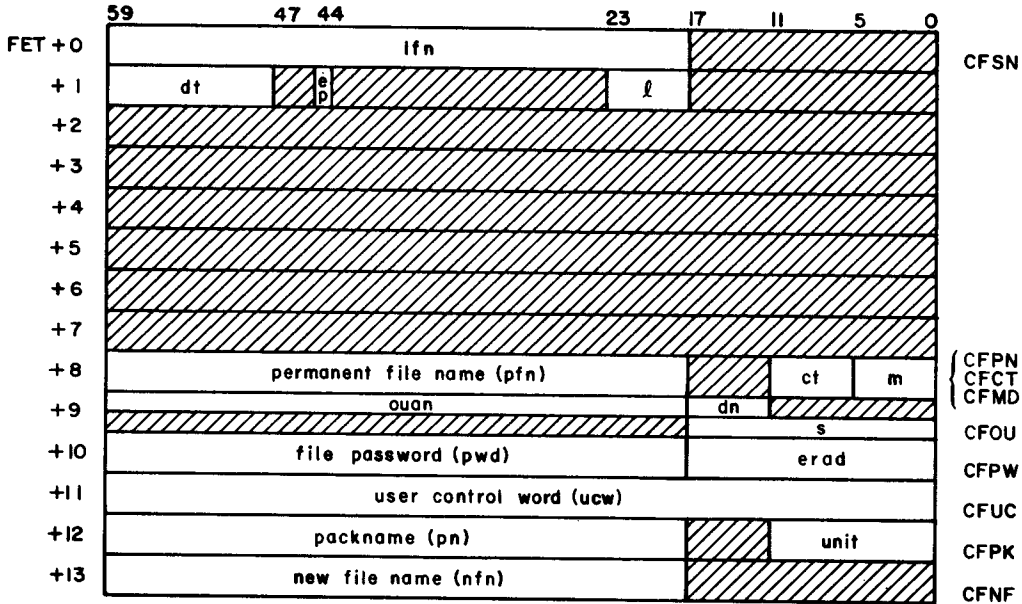 59 47 44 23 17 11 5 0
FET +0 lfn CFSN
+1 dt ep ℓ
+2
+3
+4
+5
+6
+7
+8 permanent file name (pfn) ct m CFPN CFCT CFMD
+9 ouan dn
s CFOU
+10 file password (pwd) erad CFPW
+11 user control word (ucw) CFUC
+12 packname (pn) unit CFPK
+13 new file name (nfn) CFNF